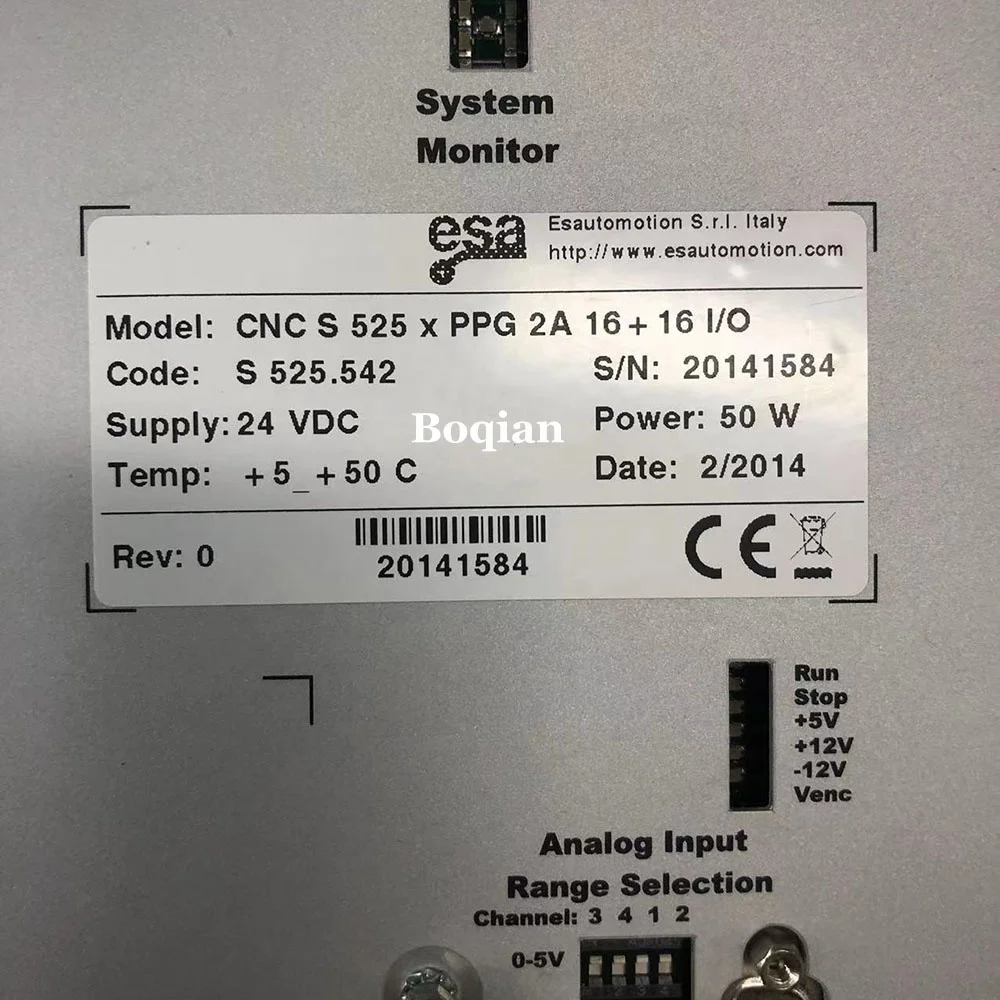 System
Monitor
esa
Esautomotion S.r.l. Italy
http://www.esautomotion.com
Model: CNC S 525 x PPG 2A 16 + 16 I/O
Code: S 525.542 S/N: 20141584
Supply: 24 VDC Power: 50 W
Boqian
Temp: +5_+50 C Date: 2/2014
Rev: 0
20141584
CE
Run
Stop
+5V
+12V
-12V
Venc
Analog Input
Range Selection
Channel: 3 4 1 2
0-5V